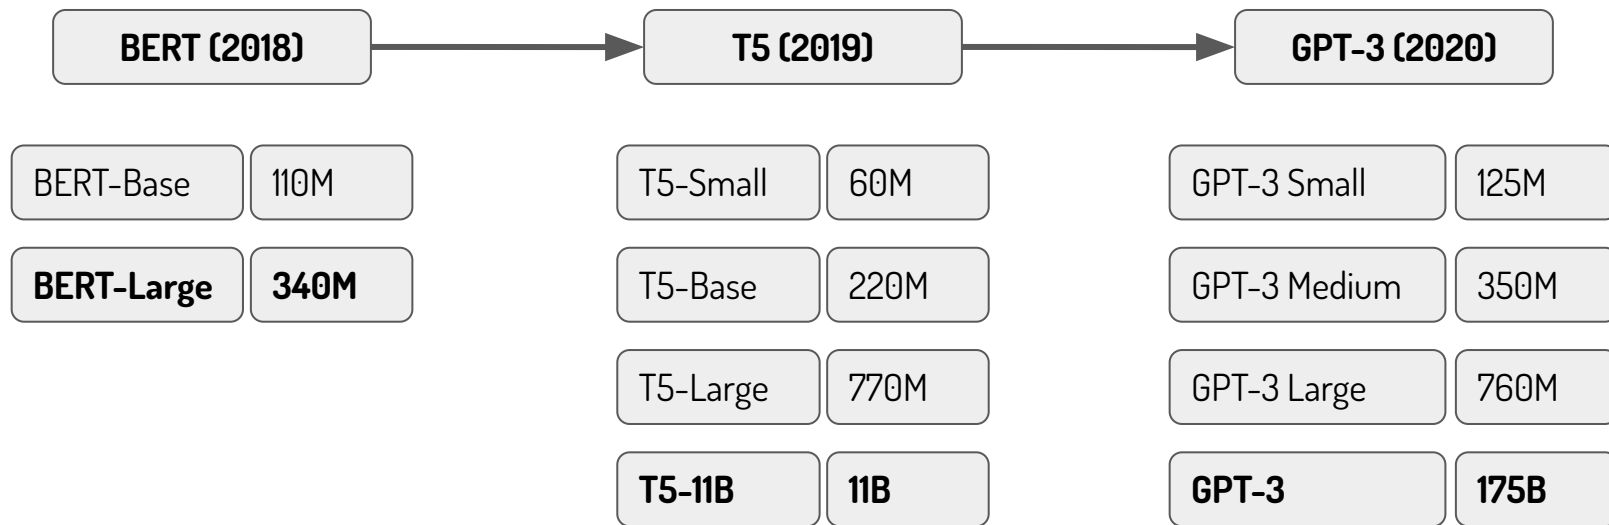 BERT (2018)
T5 (2019)
GPT-3 (2020)
BERT-Base 110M
BERT-Large 340M
T5-Small 60M
T5-Base 220M
T5-Large 770M
T5-11B 11B
GPT-3 Small 125M
GPT-3 Medium 350M
GPT-3 Large 760M
GPT-3 175B